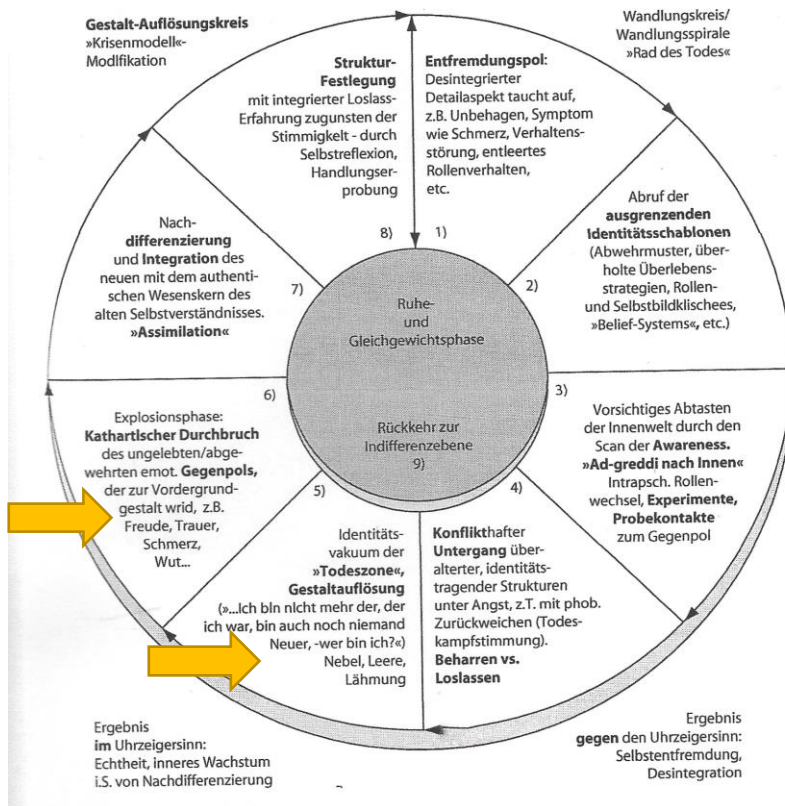 Gestalt-Auflösungskreis
»Krisenmodell«-
Modlfikation
Wandlungskreis/
Wandlungsspirale
»Rad des Todes«
Struktur-
Festlegung
mit integrierter Loslass-
Erfahrung zugunsten der
Stimmigkelt - durch
Selbstreflexion,
Handlungser-
probung
8)
Entfremdungspol:
Desintegrierter
Detailaspekt taucht auf,
z.B. Unbehagen, Symptom
wie Schmerz, Verhaltens-
störung, entleertes
Rollenverhalten,
etc.
1)
Abruf der
ausgrenzenden
Identitätsschablonen
(Abwehrmuster, über-
holte Überlebens-
strategien, Rollen-
und Selbstbildklischees,
»Belief-Systems«, etc.)
2)
Vorsichtiges Abtasten
der Innenwelt durch den
Scan der Awareness.
»Ad-greddi nach Innen«
Intrapsch. Rollen-
wechsel, Experimente,
Probekontakte
zum Gegenpol
3)
Konflikthafter
Untergang über-
alterter, identitäts-
tragender Strukturen
unter Angst, z.T. mit phob.
Zurückweichen (Todes-
kampfstimmung).
Beharren vs.
Loslassen
4)
Identitäts-
vakuum der
»Todeszone«,
Gestaltauflösung
(»...Ich bln nlcht mehr der, der
ich war, bin auch noch niemand
Neuer, -wer bin ich?«)
Nebel, Leere,
Lähmung
5)
Explosionsphase:
Kathartlscher Durchbruch
des ungelebten/abge-
wehrten emot. Gegenpols,
der zur Vordergrund-
gestalt wrid, z.B.
Freude, Trauer,
Schmerz,
Wut...
6)
Nach-
differenzierung
und Integration des
neuen mit dem authenti-
schen Wesenskern des
alten Selbstverständnisses.
»Assimilation«
7)
Ruhe-
und
Gleichgewichtsphase
Rückkehr zur
Indifferenzebene
9)
Ergebnis
im Uhrzeigersinn:
Echtheit, inneres Wachstum
i.S. von Nachdifferenzierung
Ergebnis
gegen den Uhrzeigersinn:
Selbstentfremdung,
Desintegration